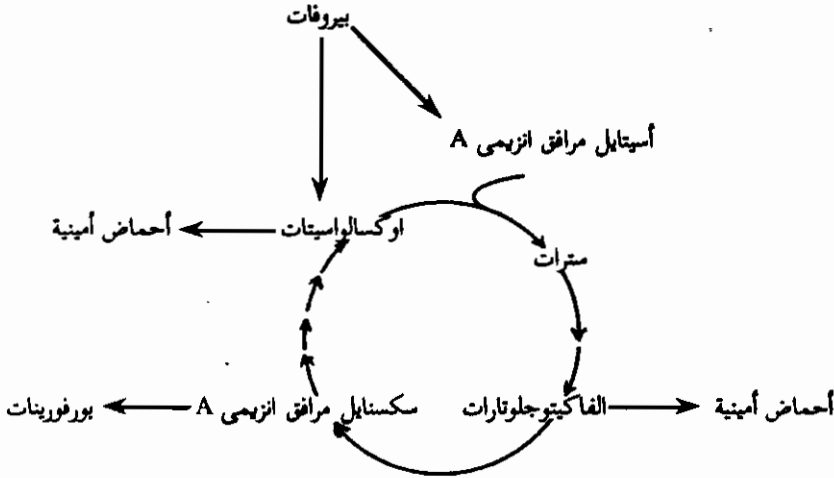 بيروفات
أسيتايل مرافق انزيمى A
أحماض أمينية
اوكسالواسيتات
سترات
بورفورينات
سكسنايل مرافق انزيمى A
الفاكيتوجلوتارات
أحماض أمينية